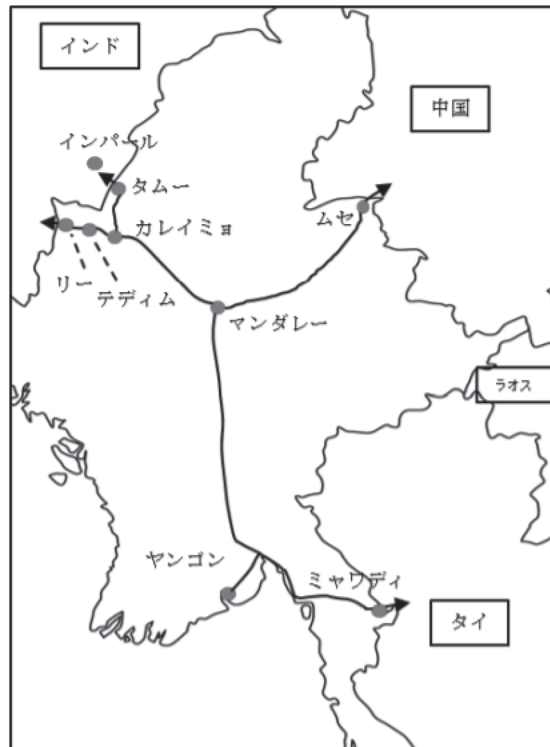 インド
中国
インパール
タムー
ムセ
カレイミョ
リー
テディム
マンダレー
ラオス
ヤンゴン
ミャワディ
タイ